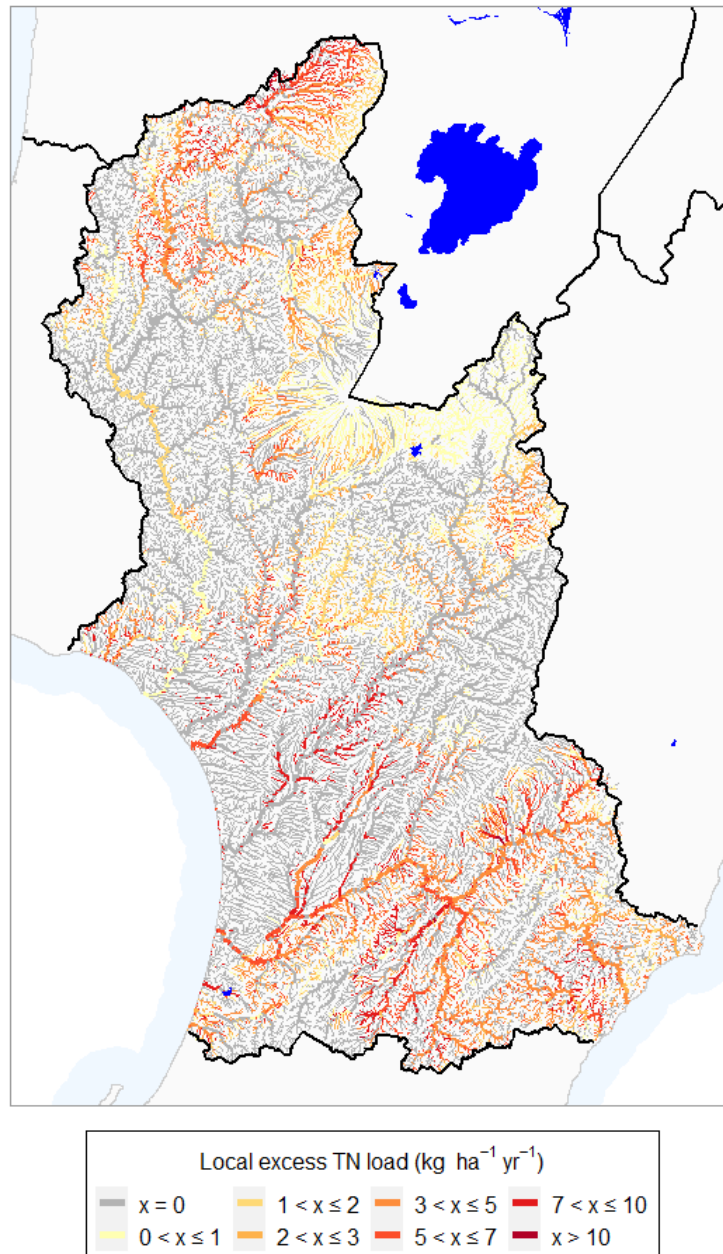 Local excess TN load (kg ha⁻¹ yr⁻¹)
x = 0 1 < x ≤ 2 3 < x ≤ 5 7 < x ≤ 10
0 < x ≤ 1 2 < x ≤ 3 5 < x ≤ 7 x > 10